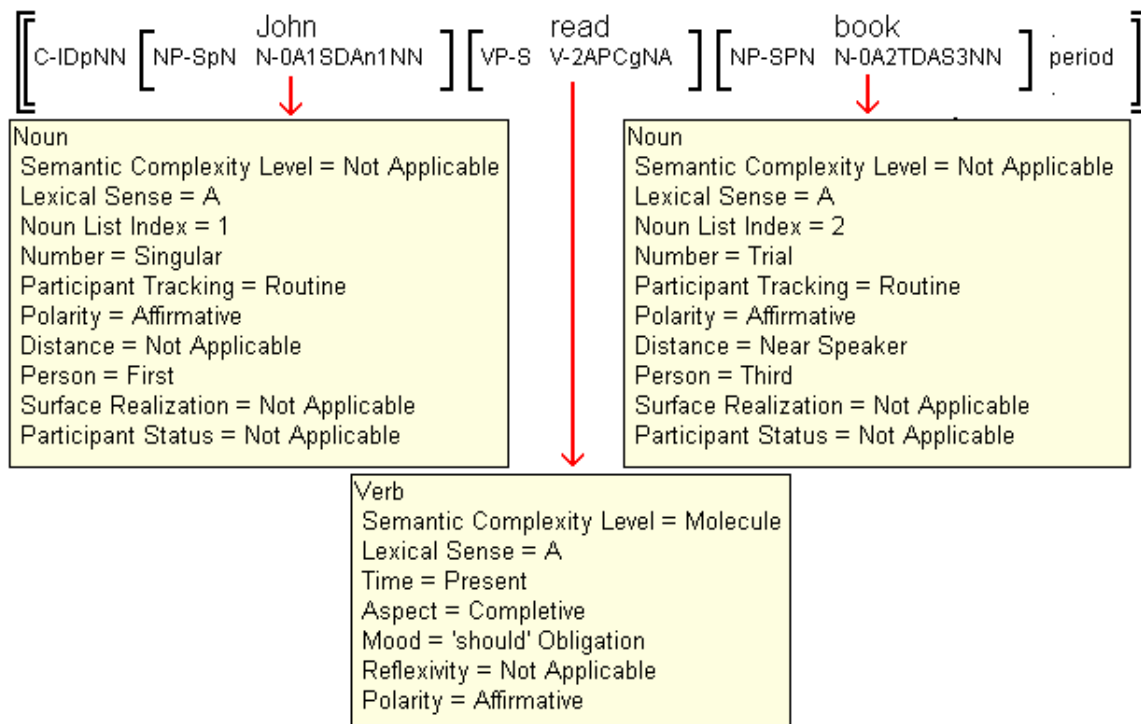 John read book .
C-IDpNN NP-SpN N-0A1SDAn1NN VP-S V-2APCgNA NP-SPN N-0A2TDAS3NN period
.
Noun
Semantic Complexity Level = Not Applicable
Lexical Sense = A
Noun List Index = 1
Number = Singular
Participant Tracking = Routine
Polarity = Affirmative
Distance = Not Applicable
Person = First
Surface Realization = Not Applicable
Participant Status = Not Applicable
Noun
Semantic Complexity Level = Not Applicable
Lexical Sense = A
Noun List Index = 2
Number = Trial
Participant Tracking = Routine
Polarity = Affirmative
Distance = Near Speaker
Person = Third
Surface Realization = Not Applicable
Participant Status = Not Applicable
Verb
Semantic Complexity Level = Molecule
Lexical Sense = A
Time = Present
Aspect = Completive
Mood = 'should' Obligation
Reflexivity = Not Applicable
Polarity = Affirmative